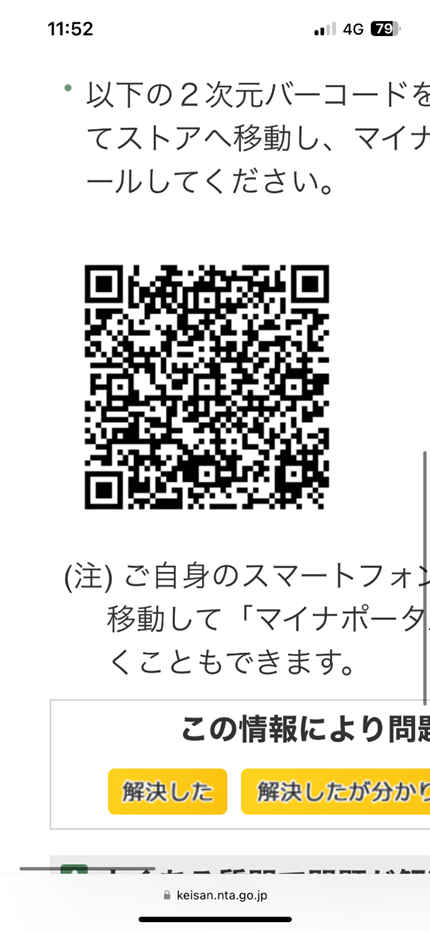 11:52
4G
79
以下の２次元バーコードを
てストアへ移動し、マイナ
ールしてください。
(注) ご自身のスマートフォン
移動して「マイナポータ
くこともできます。
この情報により問題
解決した
解決したが分かり
keisan.nta.go.jp